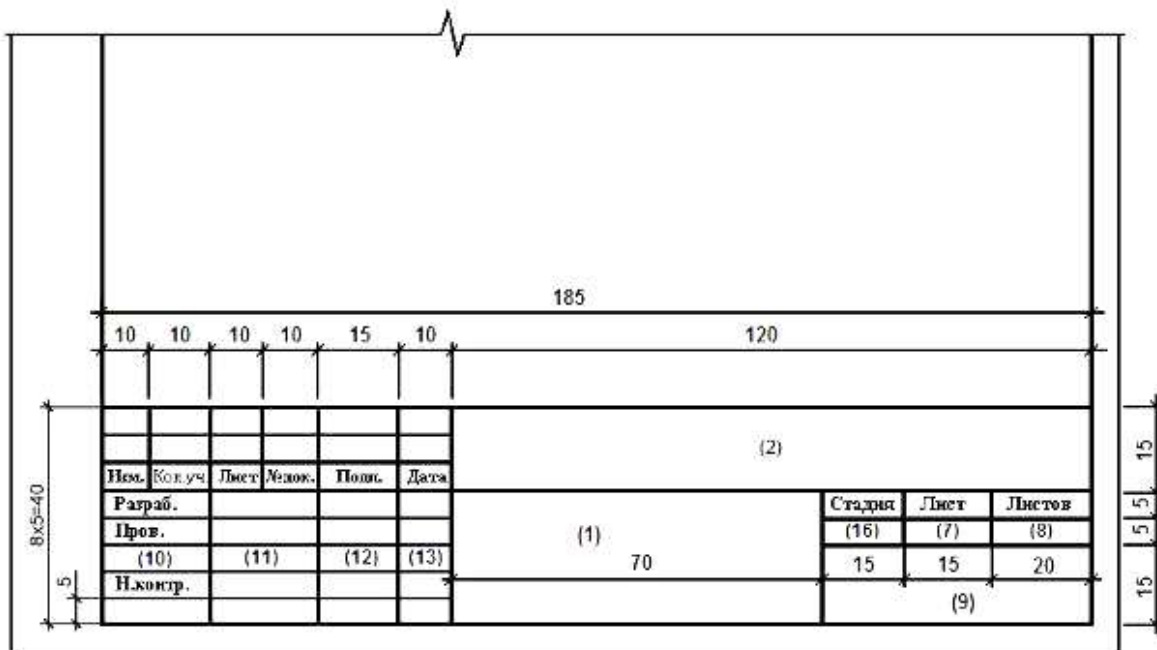 185
10 10 10 10 15 10 120
(2)
15
Изм. Кол.уч. Лист №док. Подп. Дата
8x5=40
Разраб.
Стадия Лист Листов
5
Пров.
(1)
(16) (7) (8)
5
(10) (11) (12) (13)
70
15 15 20
Н.контр.
5
15
(9)